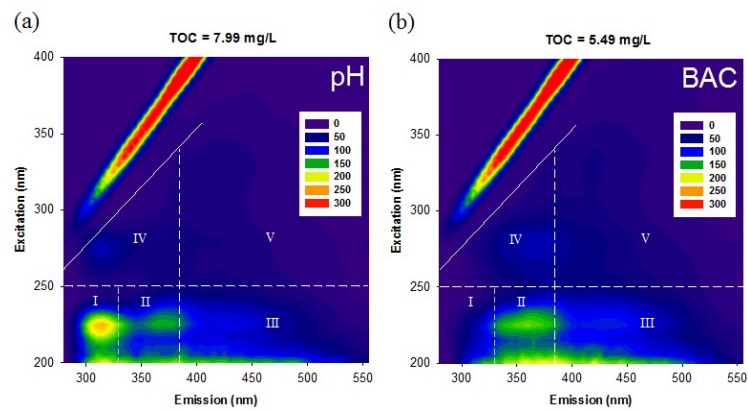 (a)
TOC = 7.99 mg/L
400
350
300
250
200
Excitation (nm)
pH
0
50
100
150
200
250
300
IV
V
I
II
III
300
350
400
450
500
550
Emission (nm)
(b)
TOC = 5.49 mg/L
400
350
300
250
200
Excitation (nm)
BAC
0
50
100
150
200
250
300
IV
V
I
II
III
300
350
400
450
500
550
Emission (nm)